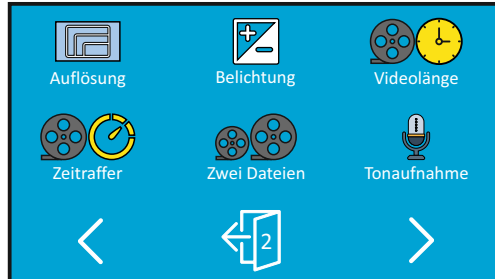 Auflösung
Belichtung
Videolänge
Zeitraffer
Zwei Dateien
Tonaufnahme
2